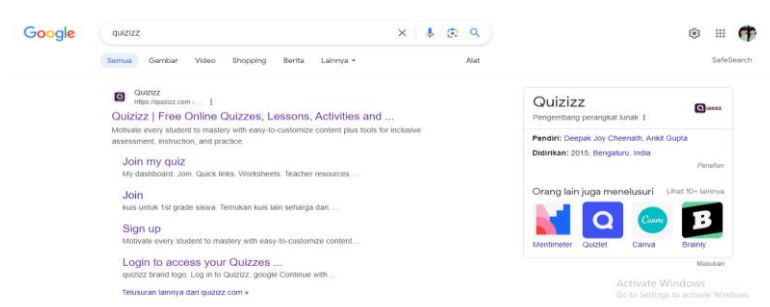 Google
quizizz
Semua Gambar Video Shopping Berita Lainnya Alat
SafeSearch
Quizizz
https://quizizz.com › ...
Quizizz | Free Online Quizzes, Lessons, Activities and ...
Motivate every student to mastery with easy-to-customize content plus tools for inclusive
assessment, instruction, and practice.
Join my quiz
My dashboard. Join. Quick links. Worksheets. Teacher resources ...
Join
kuis untuk 1st grade siswa. Temukan kuis lain seharga dan ...
Sign up
Motivate every student to mastery with easy-to-customize content ...
Login to access your Quizzes ...
quizizz brand logo. Log in to Quizizz. google Continue with ...
Telusuran lainnya dari quizizz.com »
Quizizz
Pengembang perangkat lunak
Quizizz
Pendiri: Deepak Joy Cheenath, Ankit Gupta
Didirikan: 2015, Bengaluru, India
Penafian
Orang lain juga menelusuri Lihat 10+ lainnya
Q
Canva
B
Mentimeter Quizlet Canva Brainly
Masukan
Activate Windows
Go to Settings to activate Windows.